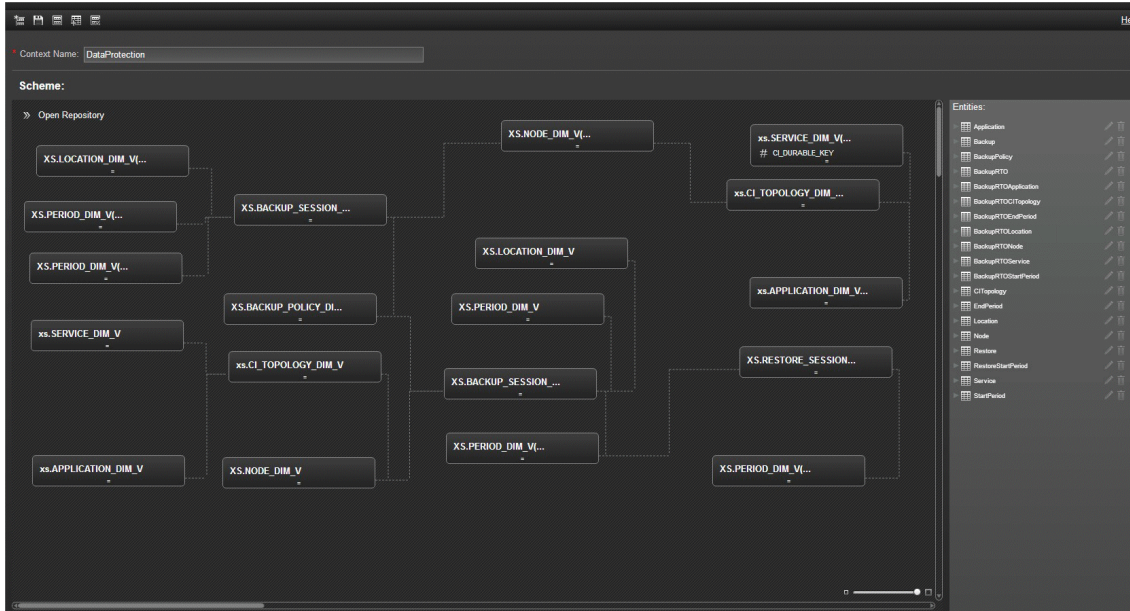 He
* Context Name: DataProtection
Scheme:
» Open Repository
XS.NODE_DIM_V(...
xs.SERVICE_DIM_V(...
# CI_DURABLE_KEY
XS.LOCATION_DIM_V(...
xs.CI_TOPOLOGY_DIM_...
XS.PERIOD_DIM_V(...
XS.BACKUP_SESSION_...
XS.LOCATION_DIM_V
XS.PERIOD_DIM_V(...
xs.APPLICATION_DIM_V...
XS.BACKUP_POLICY_DI...
XS.PERIOD_DIM_V
xs.SERVICE_DIM_V
xs.CI_TOPOLOGY_DIM_V
XS.RESTORE_SESSION...
XS.BACKUP_SESSION_...
XS.PERIOD_DIM_V(...
xs.APPLICATION_DIM_V
XS.NODE_DIM_V
XS.PERIOD_DIM_V(...
Entities:
Application
Backup
BackupPolicy
BackupRTO
BackupRTOApplication
BackupRTOCITopology
BackupRTOEndPeriod
BackupRTOLocation
BackupRTONode
BackupRTOService
BackupRTOStartPeriod
CITopology
EndPeriod
Location
Node
Restore
RestoreStartPeriod
Service
StartPeriod